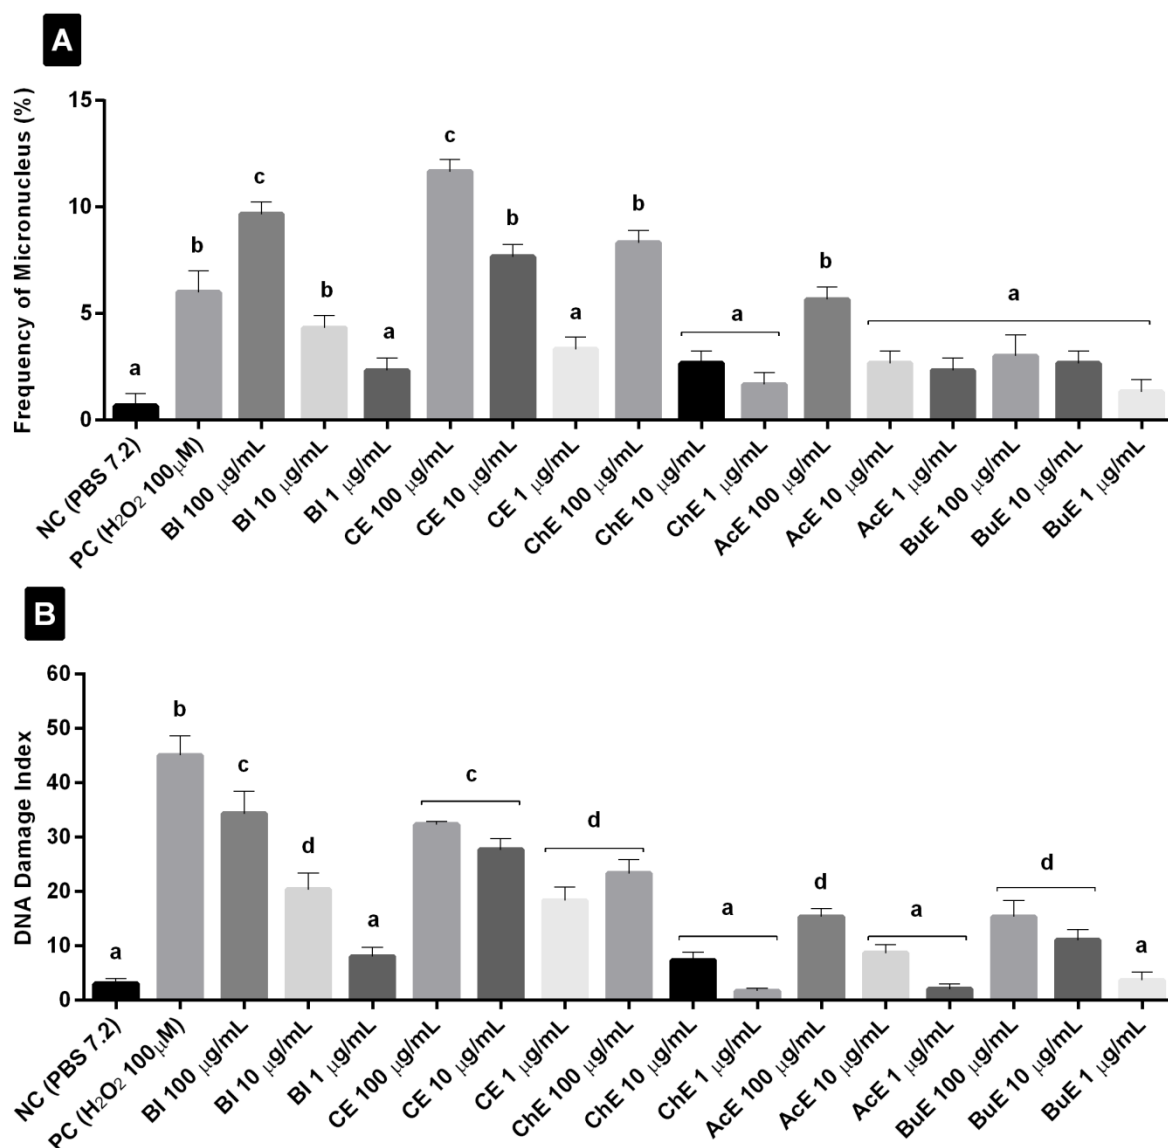 A
Frequency of Micronucleus (%)
15
10
5
0
a
b
c
b
a
c
b
a
b
a
b
a
NC (PBS 7.2)
PC (H₂O₂ 100μM)
BI 100 μg/mL
BI 10 μg/mL
BI 1 μg/mL
CE 100 μg/mL
CE 10 μg/mL
CE 1 μg/mL
ChE 100 μg/mL
ChE 10 μg/mL
ChE 1 μg/mL
AcE 100 μg/mL
AcE 10 μg/mL
AcE 1 μg/mL
BuE 100 μg/mL
BuE 10 μg/mL
BuE 1 μg/mL
B
DNA Damage Index
60
50
40
30
20
10
0
a
b
c
d
a
c
d
a
d
a
d
a
NC (PBS 7.2)
PC (H₂O₂ 100μM)
BI 100 μg/mL
BI 10 μg/mL
BI 1 μg/mL
CE 100 μg/mL
CE 10 μg/mL
CE 1 μg/mL
ChE 100 μg/mL
ChE 10 μg/mL
ChE 1 μg/mL
AcE 100 μg/mL
AcE 10 μg/mL
AcE 1 μg/mL
BuE 100 μg/mL
BuE 10 μg/mL
BuE 1 μg/mL